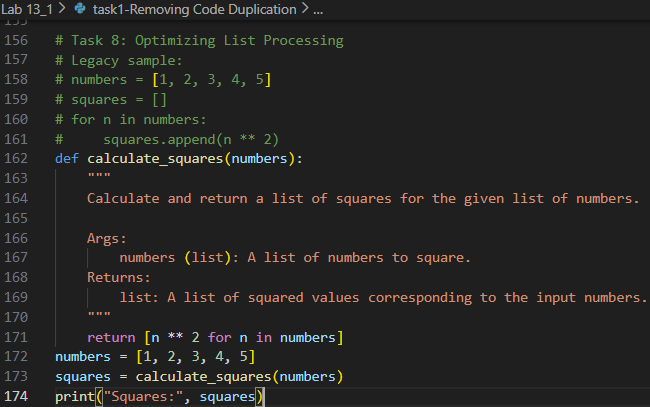 Lab 13_1 > task1-Removing Code Duplication > ...
155
156 # Task 8: Optimizing List Processing
157 # Legacy sample:
158 # numbers = [1, 2, 3, 4, 5]
159 # squares = []
160 # for n in numbers:
161 #     squares.append(n ** 2)
162 def calculate_squares(numbers):
163     """
164     Calculate and return a list of squares for the given list of numbers.
165
166     Args:
167         numbers (list): A list of numbers to square.
168     Returns:
169         list: A list of squared values corresponding to the input numbers.
170     """
171     return [n ** 2 for n in numbers]
172 numbers = [1, 2, 3, 4, 5]
173 squares = calculate_squares(numbers)
174 print("Squares:", squares)